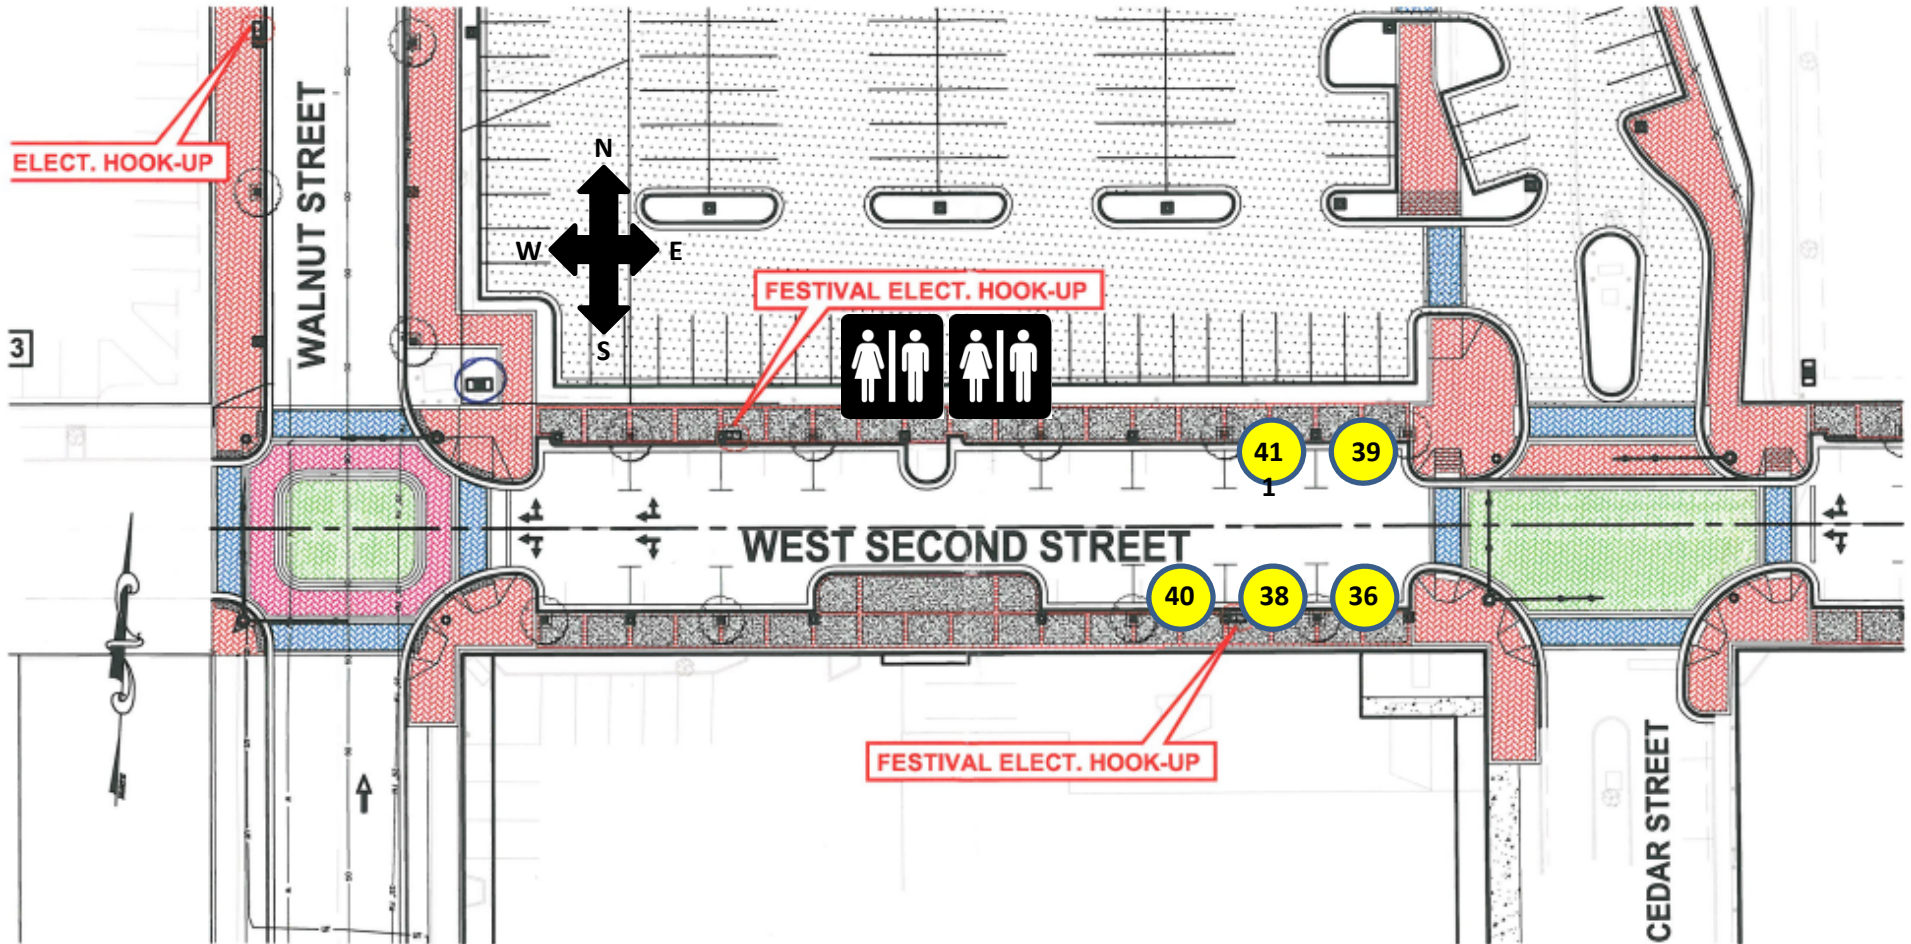 ELECT. HOOK-UP
WALNUT STREET
N
W
E
S
FESTIVAL ELECT. HOOK-UP
3
41
1
39
WEST SECOND STREET
40
38
36
FESTIVAL ELECT. HOOK-UP
CEDAR STREET